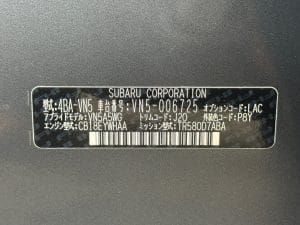 SUBARU CORPORATION
型式:4BA-VN5 車台番号:VN5-006725 オプションコード:LAC
アプライドモデル:VN5A5WG トリムコード:J20 外装色コード:P8Y
エンジン型式:CB18EYWHAA ミッション型式:TR580D7ABA